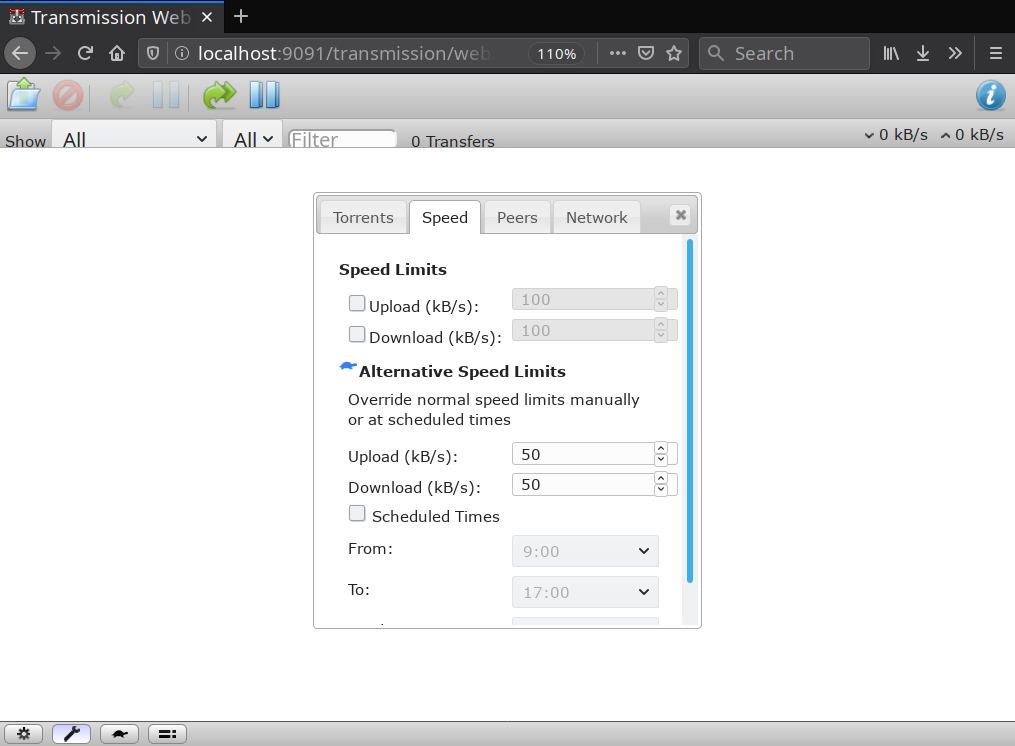 Transmission Web
localhost:9091/transmission/web
110%
Search
Show
All
All
Filter
0 Transfers
0 kB/s
0 kB/s
Torrents
Speed
Peers
Network
Speed Limits
Upload (kB/s):
100
Download (kB/s):
100
Alternative Speed Limits
Override normal speed limits manually
or at scheduled times
Upload (kB/s):
50
Download (kB/s):
50
Scheduled Times
From:
9:00
To:
17:00